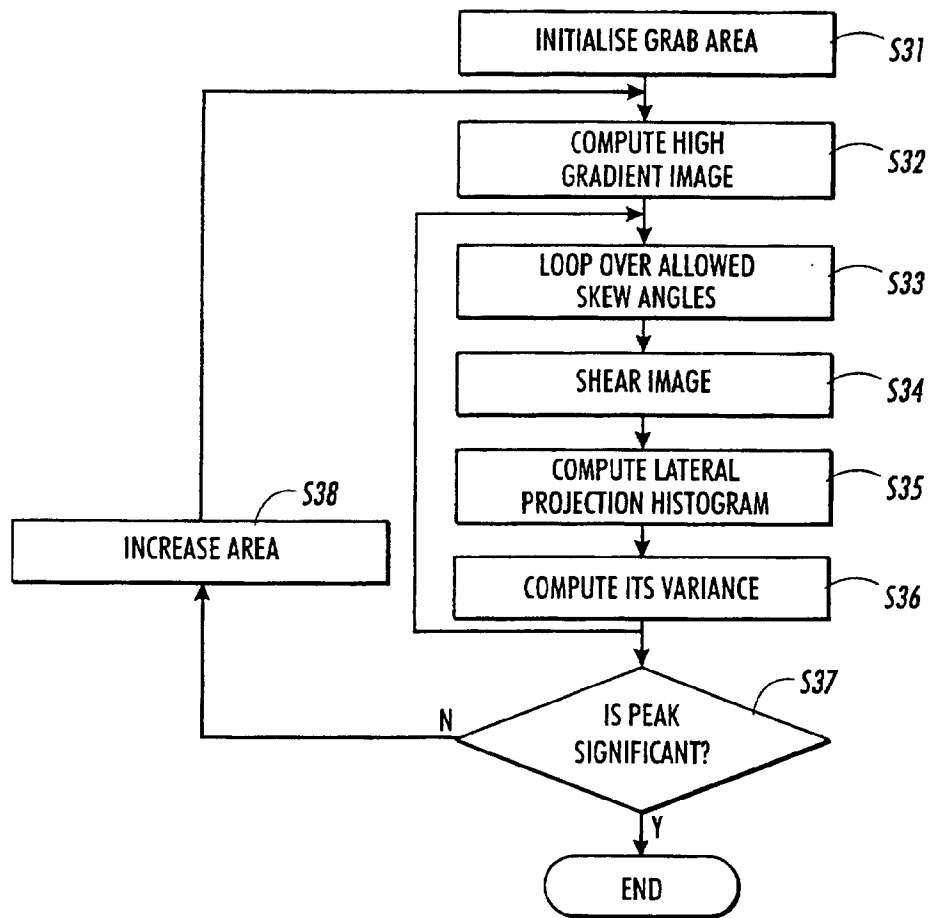 INITIALISE GRAB AREA
S31
COMPUTE HIGH
GRADIENT IMAGE
S32
LOOP OVER ALLOWED
SKEW ANGLES
S33
SHEAR IMAGE
S34
COMPUTE LATERAL
PROJECTION HISTOGRAM
S35
S38
INCREASE AREA
COMPUTE ITS VARIANCE
S36
S37
N
IS PEAK
SIGNIFICANT?
Y
END